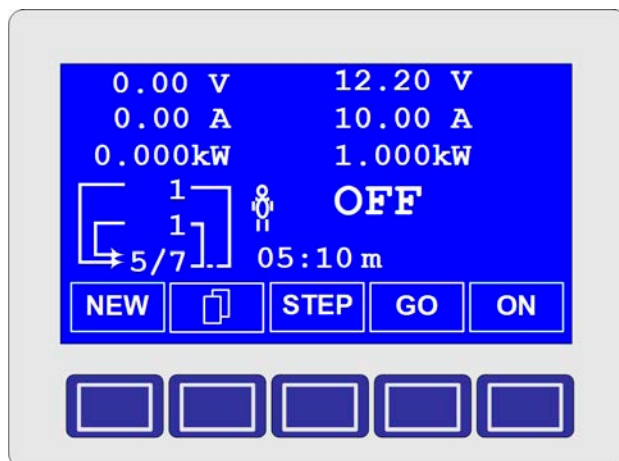 0.00 V 12.20 V
0.00 A 10.00 A
0.000kW 1.000kW
1
OFF
1
5/7 05:10 m
NEW STEP GO ON